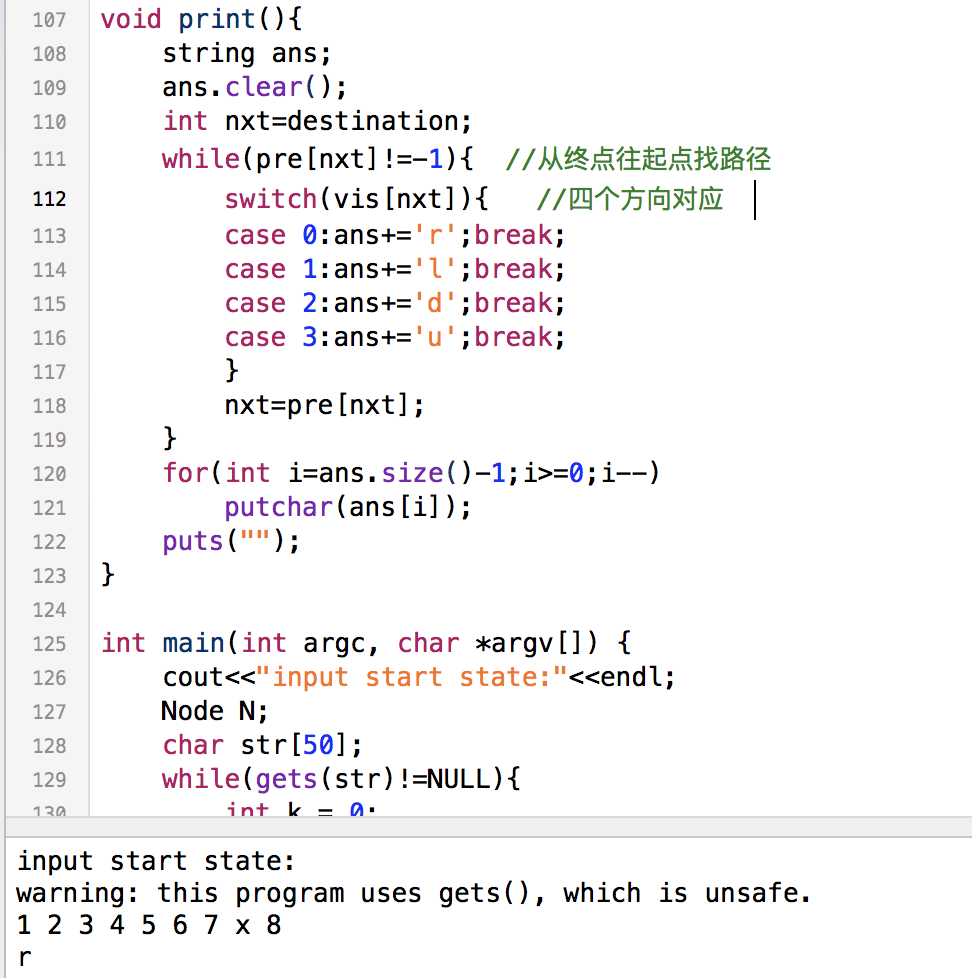 107 void print(){
108     string ans;
109     ans.clear();
110     int nxt=destination;
111     while(pre[nxt]!=-1){  //从终点往起点找路径
112         switch(vis[nxt]){   //四个方向对应
113         case 0:ans+='r';break;
114         case 1:ans+='l';break;
115         case 2:ans+='d';break;
116         case 3:ans+='u';break;
117         }
118         nxt=pre[nxt];
119     }
120     for(int i=ans.size()-1;i>=0;i--)
121         putchar(ans[i]);
122     puts("");
123 }
124
125 int main(int argc, char *argv[]) {
126     cout<<"input start state:"<<endl;
127     Node N;
128     char str[50];
129     while(gets(str)!=NULL){
130         int k = 0;
input start state:
warning: this program uses gets(), which is unsafe.
1 2 3 4 5 6 7 x 8
r